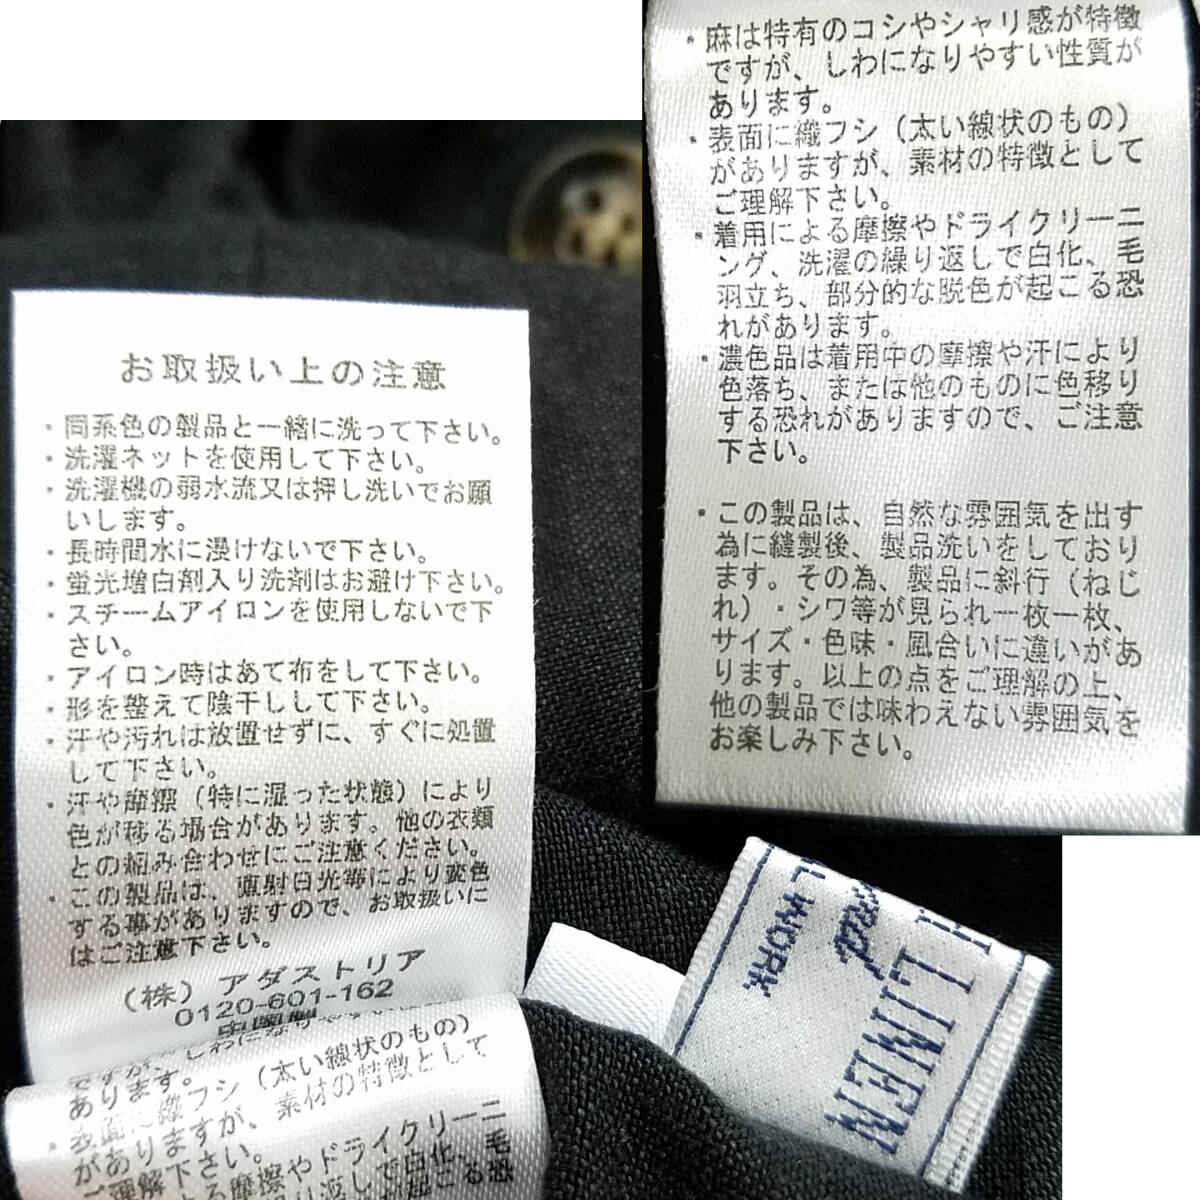 お取扱い上の注意
・同系色の製品と一緒に洗って下さい。
・洗濯ネットを使用して下さい。
・洗濯機の弱水流又は押し洗いでお願
いします。
・長時間水に浸けないで下さい。
・蛍光増白剤入り洗剤はお避け下さい。
・スチームアイロンを使用しないで下
さい。
・アイロン時はあて布をして下さい。
・形を整えて陰干しして下さい。
・汗や汚れは放置せずに、すぐに処置
して下さい。
・汗や摩擦（特に湿った状態）により
色が移る場合があります。他の衣類
との組み合わせにご注意ください。
・この製品は、直射日光等により変色
する事がありますので、お取扱いに
はご注意下さい。
（株）アダストリア
0120-601-162
中国製
あります。
・表面に織フシ（太い線状のもの）
がありますが、素材の特徴として
ご理解下さい。
摩擦やドライクリーニ
返しで白化、毛
が起こる恐
・麻は特有のコシやシャリ感が特徴
ですが、しわになりやすい性質が
あります。
・表面に織フシ（太い線状のもの）
がありますが、素材の特徴として
ご理解下さい。
・着用による摩擦やドライクリーニ
ング、洗濯の繰り返しで白化、毛
羽立ち、部分的な脱色が起こる恐
れがあります。
・濃色品は着用中の摩擦や汗により
色落ち、または他のものに色移り
する恐れがありますので、ご注意
下さい。
・この製品は、自然な雰囲気を出す
為に縫製後、製品洗いをしており
ます。その為、製品に斜行（ねじ
れ）・シワ等が見られ一枚一枚、
サイズ・色味・風合いに違いがあ
ります。以上の点をご理解の上、
他の製品では味わえない雰囲気を
お楽しみ下さい。
H LINEN
L WORK